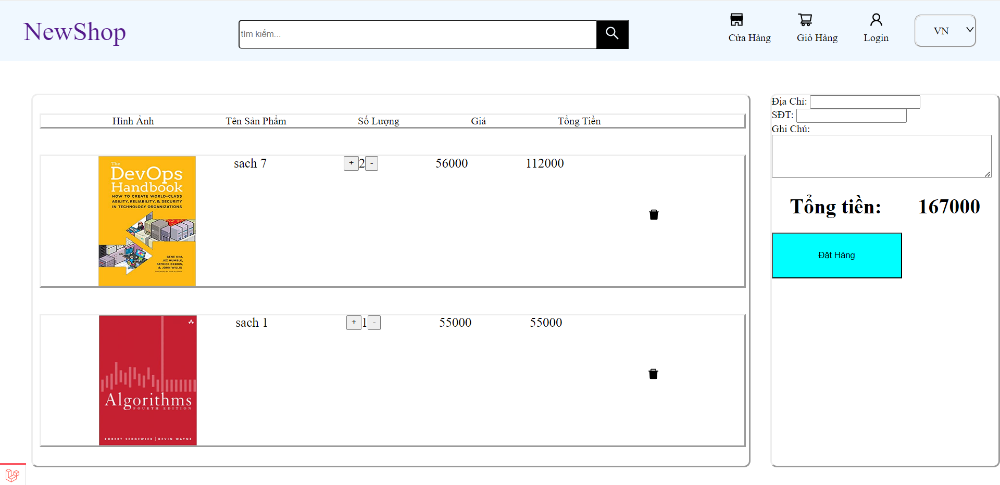 NewShop
tìm kiếm...
Cửa Hàng
Giỏ Hàng
Login
VN
Hình Ảnh Tên Sản Phẩm Số Lượng Giá Tổng Tiền
The
DevOps
Handbook
HOW TO CREATE WORLD-CLASS
AGILITY, RELIABILITY, & SECURITY
IN TECHNOLOGY ORGANIZATIONS
GENE KIM,
JEZ HUMBLE,
PATRICK DEBOIS,
& JOHN WILLIS
FOREWORD BY JOHN ALLSPAW
sach 7 + 2 - 56000 112000
Algorithms
FOURTH EDITION
ROBERT SEDGEWICK | KEVIN WAYNE
sach 1 + 1 - 55000 55000
Địa Chỉ:
SĐT:
Ghi Chú:
Tổng tiền: 167000
Đặt Hàng